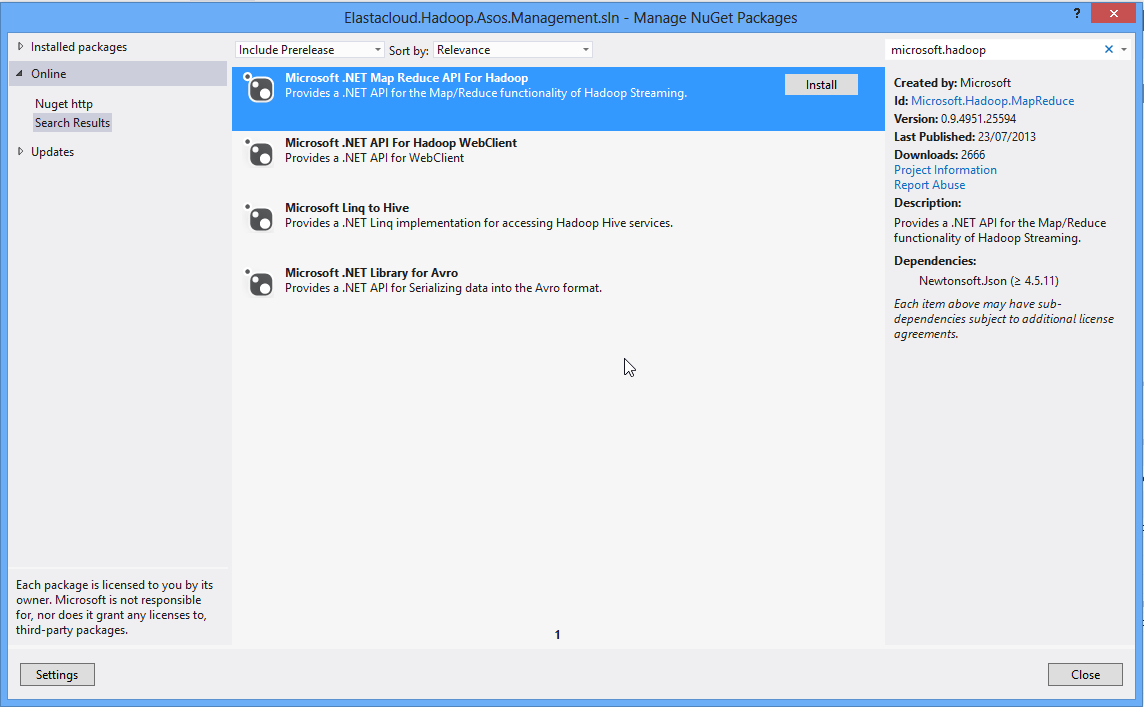 Elastacloud.Hadoop.Asos.Management.sln - Manage NuGet Packages
?
Installed packages
Online
Nuget http
Search Results
Updates
Each package is licensed to you by its
owner. Microsoft is not responsible
for, nor does it grant any licenses to,
third-party packages.
Settings
Include Prerelease
Sort by: Relevance
Microsoft .NET Map Reduce API For Hadoop
Provides a .NET API for the Map/Reduce functionality of Hadoop Streaming.
Install
Microsoft .NET API For Hadoop WebClient
Provides a .NET API for WebClient
Microsoft Linq to Hive
Provides a .NET Linq implementation for accessing Hadoop Hive services.
Microsoft .NET Library for Avro
Provides a .NET API for Serializing data into the Avro format.
1
microsoft.hadoop
Created by: Microsoft
Id: Microsoft.Hadoop.MapReduce
Version: 0.9.4951.25594
Last Published: 23/07/2013
Downloads: 2666
Project Information
Report Abuse
Description:
Provides a .NET API for the Map/Reduce
functionality of Hadoop Streaming.
Dependencies:
Newtonsoft.Json (≥ 4.5.11)
Each item above may have sub-
dependencies subject to additional license
agreements.
Close